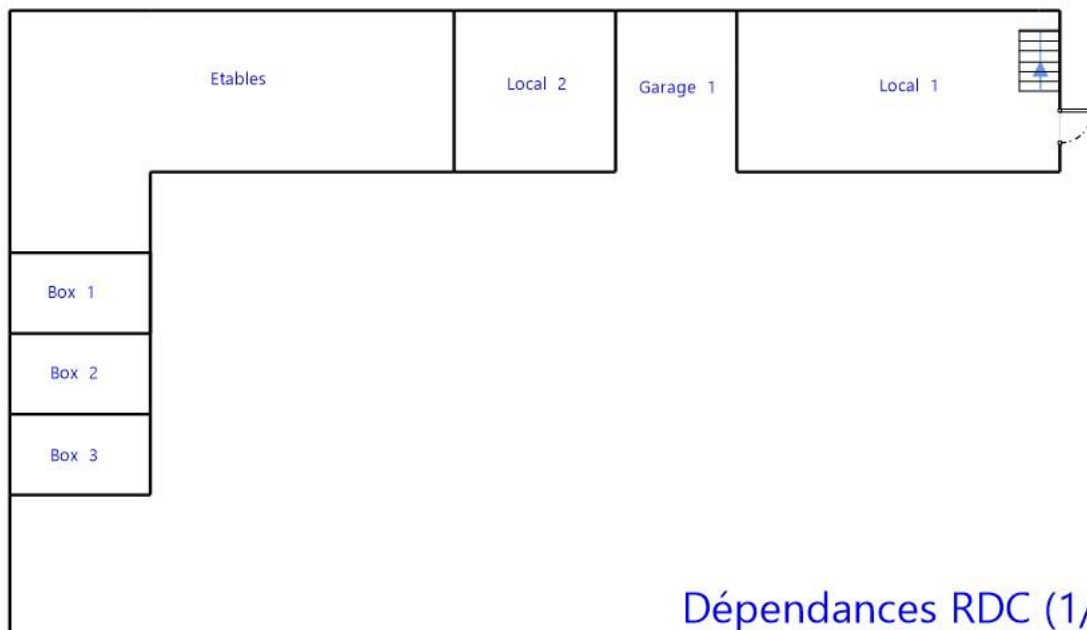 Etables
Local 2
Garage 1
Local 1
Box 1
Box 2
Box 3
Dépendances RDC (1/